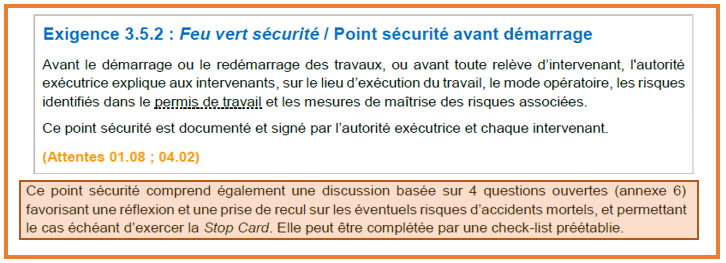 Exigence 3.5.2 : Feu vert sécurité / Point sécurité avant démarrage
Avant le démarrage ou le redémarrage des travaux, ou avant toute relève d'intervenant, l'autorité
exécutrice explique aux intervenants, sur le lieu d'exécution du travail, le mode opératoire, les risques
identifiés dans le permis de travail et les mesures de maîtrise des risques associées.
Ce point sécurité est documenté et signé par l'autorité exécutrice et chaque intervenant.
(Attentes 01.08 ; 04.02)
Ce point sécurité comprend également une discussion basée sur 4 questions ouvertes (annexe 6)
favorisant une réflexion et une prise de recul sur les éventuels risques d'accidents mortels, et permettant
le cas échéant d'exercer la Stop Card. Elle peut être complétée par une check-list préétablie.